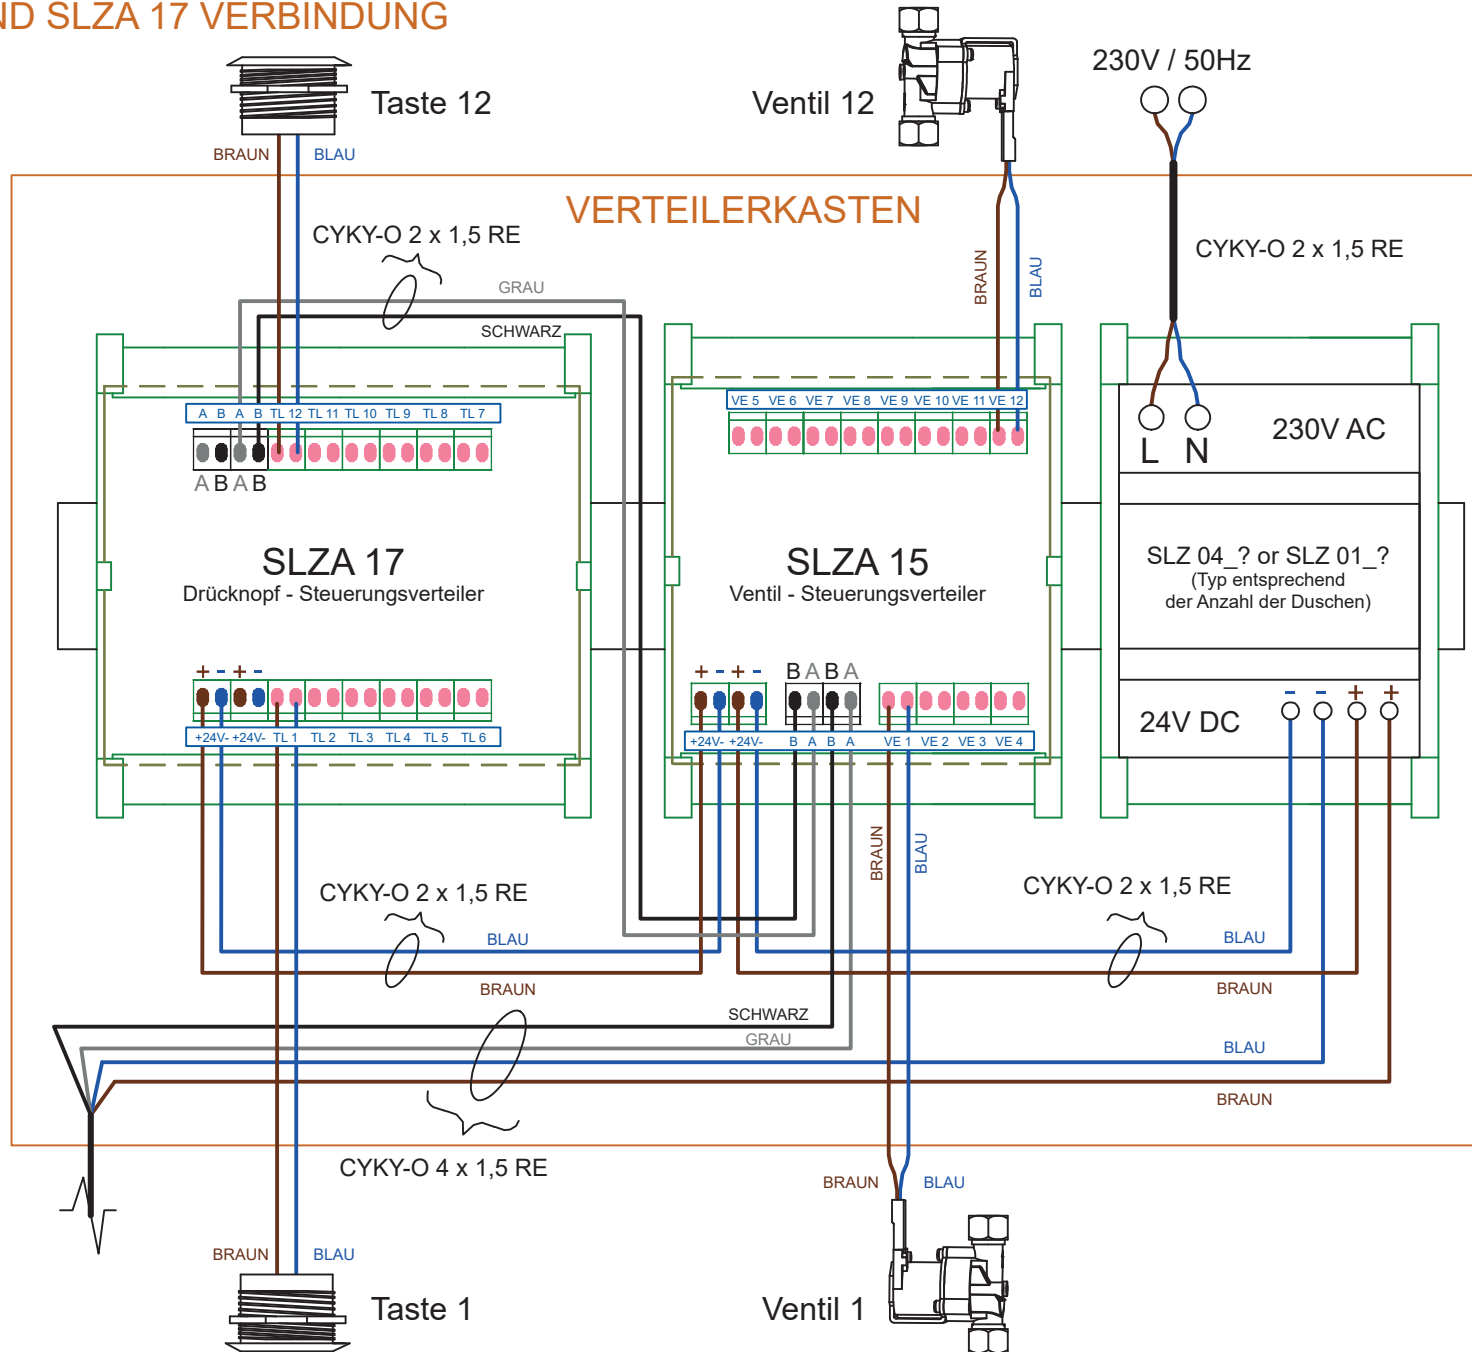 ND SLZA 17 VERBINDUNG
Taste 12
Ventil 12
230V / 50Hz
BRAUN
BLAU
VERTEILERKASTEN
CYKY-O 2 x 1,5 RE
CYKY-O 2 x 1,5 RE
BRAUN
BLAU
GRAU
SCHWARZ
A B A B TL 12 TL 11 TL 10 TL 9 TL 8 TL 7
A B A B
VE 5 VE 6 VE 7 VE 8 VE 9 VE 10 VE 11 VE 12
L N
230V AC
SLZA 17
Drücknopf - Steuerungsverteiler
SLZA 15
Ventil - Steuerungsverteiler
SLZ 04_? or SLZ 01_?
(Typ entsprechend
der Anzahl der Duschen)
+ - + -
+24V- +24V- TL 1 TL 2 TL 3 TL 4 TL 5 TL 6
+ - + -
B A B A
+24V- +24V- B A B A VE 1 VE 2 VE 3 VE 4
24V DC
- - + +
BRAUN
BLAU
CYKY-O 2 x 1,5 RE
CYKY-O 2 x 1,5 RE
BLAU
BRAUN
BLAU
BRAUN
SCHWARZ
GRAU
BLAU
BRAUN
CYKY-O 4 x 1,5 RE
BRAUN
BLAU
BRAUN
BLAU
Taste 1
Ventil 1